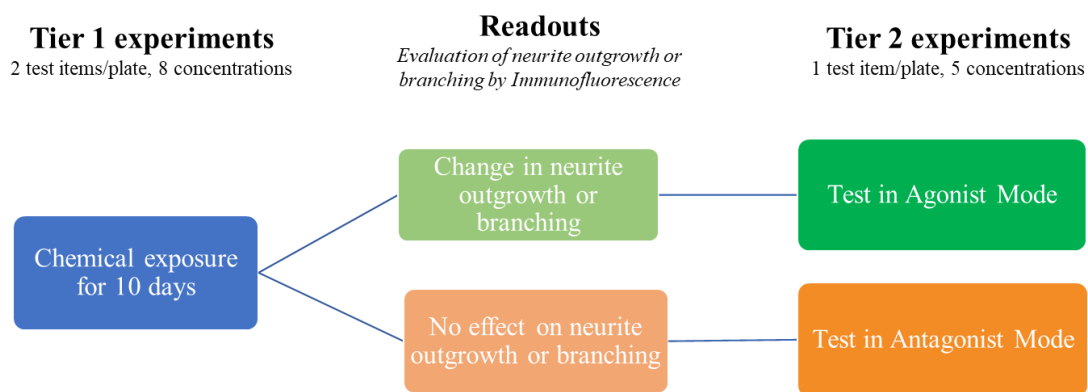 Tier 1 experiments
2 test items/plate, 8 concentrations
Readouts
Evaluation of neurite outgrowth or
branching by Immunofluorescence
Tier 2 experiments
1 test item/plate, 5 concentrations
Chemical exposure
for 10 days
Change in neurite
outgrowth or
branching
Test in Agonist Mode
No effect on neurite
outgrowth or branching
Test in Antagonist Mode